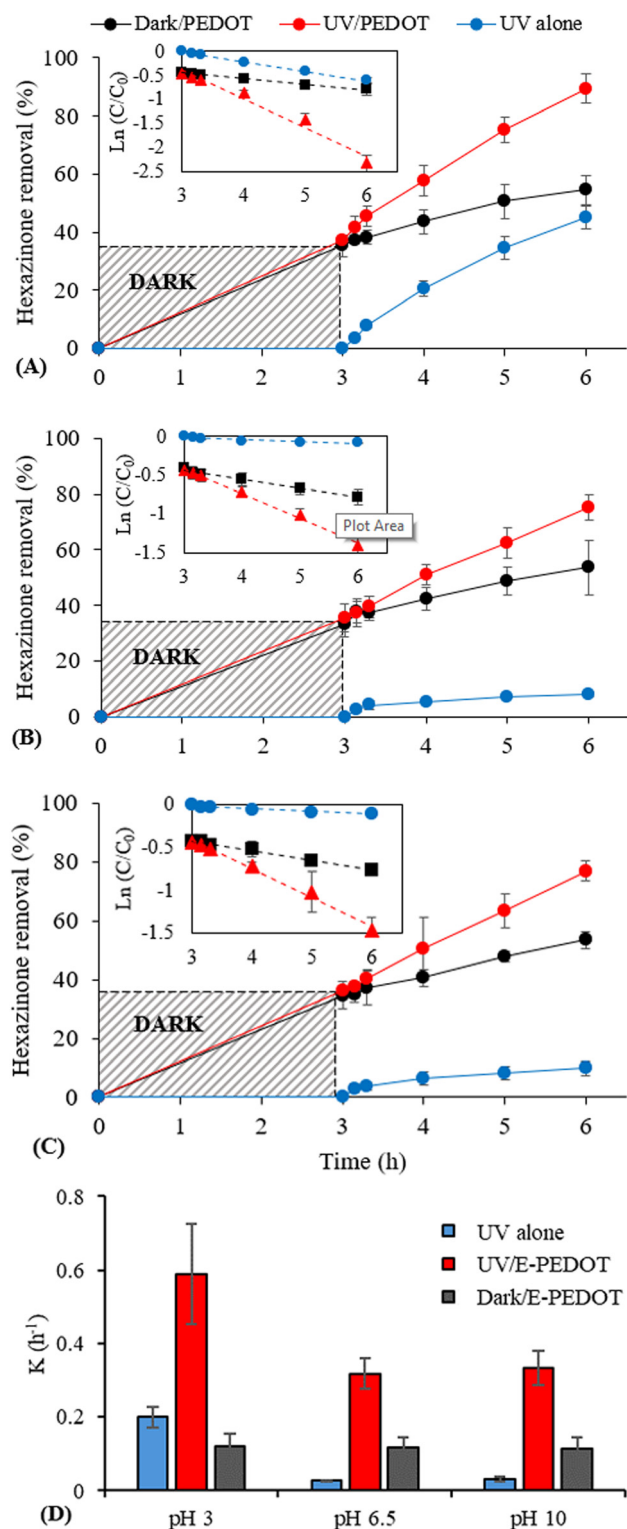 Dark/PEDOT UV/PEDOT UV alone
100
80
60
40
20
0
Hexazinone removal (%)
0
-0.5
-1
-1.5
-2
-2.5
Ln (C/C0)
3 4 5 6
DARK
0 1 2 3 4 5 6
(A)
100
80
60
40
20
0
Hexazinone removal (%)
0
-0.5
-1
-1.5
Ln (C/C0)
Plot Area
3 4 5 6
DARK
0 1 2 3 4 5 6
(B)
100
80
60
40
20
0
Hexazinone removal (%)
0
-0.5
-1
-1.5
Ln (C/C0)
3 4 5 6
DARK
0 1 2 3 4 5 6
(C)
Time (h)
0.8
0.6
0.4
0.2
0
K (h-1)
UV alone
UV/E-PEDOT
Dark/E-PEDOT
pH 3 pH 6.5 pH 10
(D)